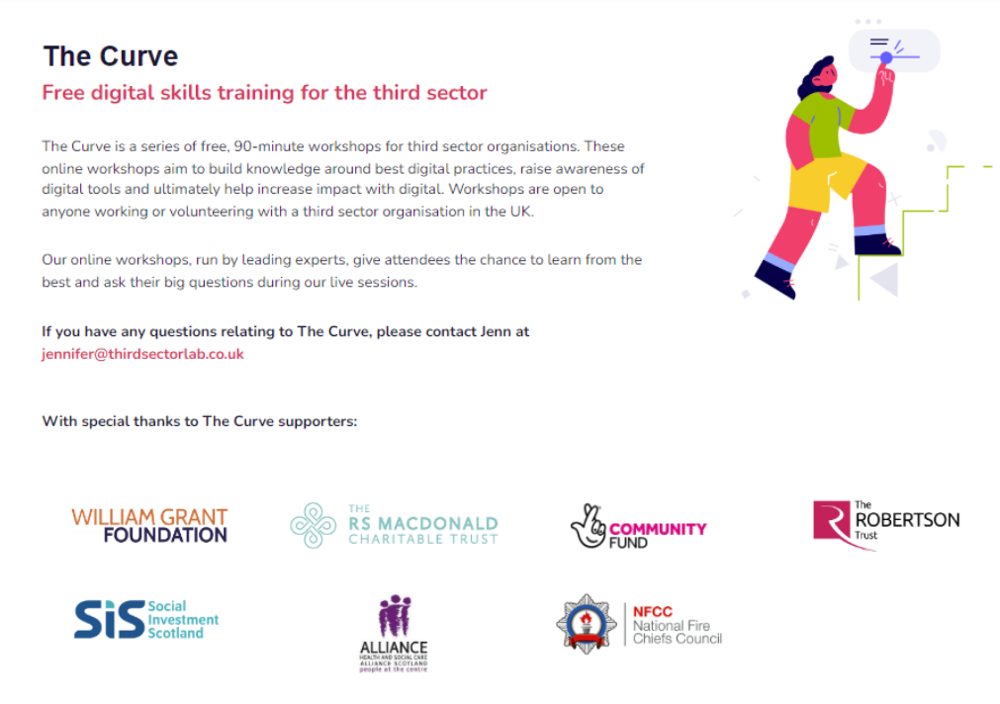 The Curve
Free digital skills training for the third sector
The Curve is a series of free, 90-minute workshops for third sector organisations. These
online workshops aim to build knowledge around best digital practices, raise awareness of
digital tools and ultimately help increase impact with digital. Workshops are open to
anyone working or volunteering with a third sector organisation in the UK.
Our online workshops, run by leading experts, give attendees the chance to learn from the
best and ask their big questions during our live sessions.
If you have any questions relating to The Curve, please contact Jenn at
jennifer@thirdsectorlab.co.uk
With special thanks to The Curve supporters:
WILLIAM GRANT
FOUNDATION
THE
RS MACDONALD
CHARITABLE TRUST
COMMUNITY
FUND
The
ROBERTSON
Trust
SiS
Social
Investment
Scotland
ALLIANCE
HEALTH AND SOCIAL CARE
ALLIANCE SCOTLAND
people at the centre
NFCC
National Fire
Chiefs Council